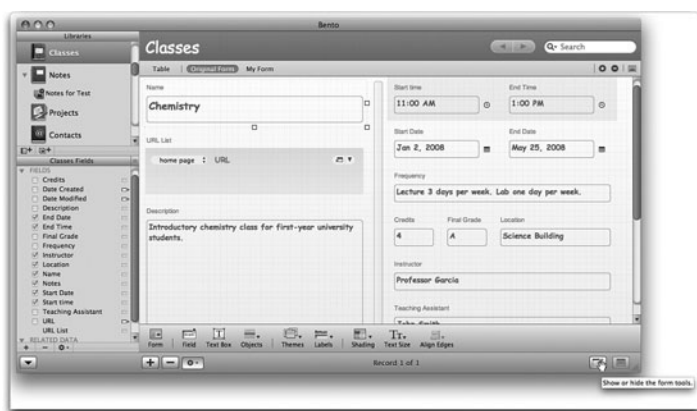 Bento
Libraries
Classes
Notes
Notes for Test
Projects
Contacts
Classes Fields
FIELDS
Credits
Date Created
Date Modified
Description
End Date
End Time
Final Grade
Frequency
Instructor
Location
Name
Notes
Start Date
Start time
Teaching Assistant
URL
URL List
RELATED DATA
Classes
Search
Table Original Form My Form
Name
Chemistry
URL List
home page URL
Description
Introductory chemistry class for first-year university
students.
Start time End Time
11:00 AM 1:00 PM
Start Date End Date
Jan 2, 2008 May 25, 2008
Frequency
Lecture 3 days per week. Lab one day per week.
Credits Final Grade Location
4 A Science Building
Instructor
Professor Garcia
Teaching Assistant
John Smith
Form Field Text Box Objects Themes Labels Shading Text Size Align Edges
Record 1 of 1
Show or hide the form tools.